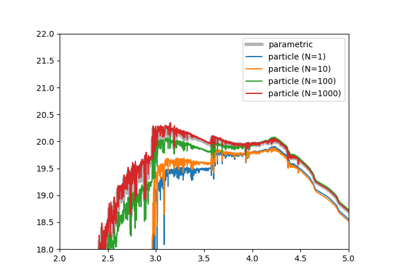 22.0
21.5
21.0
20.5
20.0
19.5
19.0
18.5
18.0
2.0 2.5 3.0 3.5 4.0 4.5 5.0
parametric
particle (N=1)
particle (N=10)
particle (N=100)
particle (N=1000)